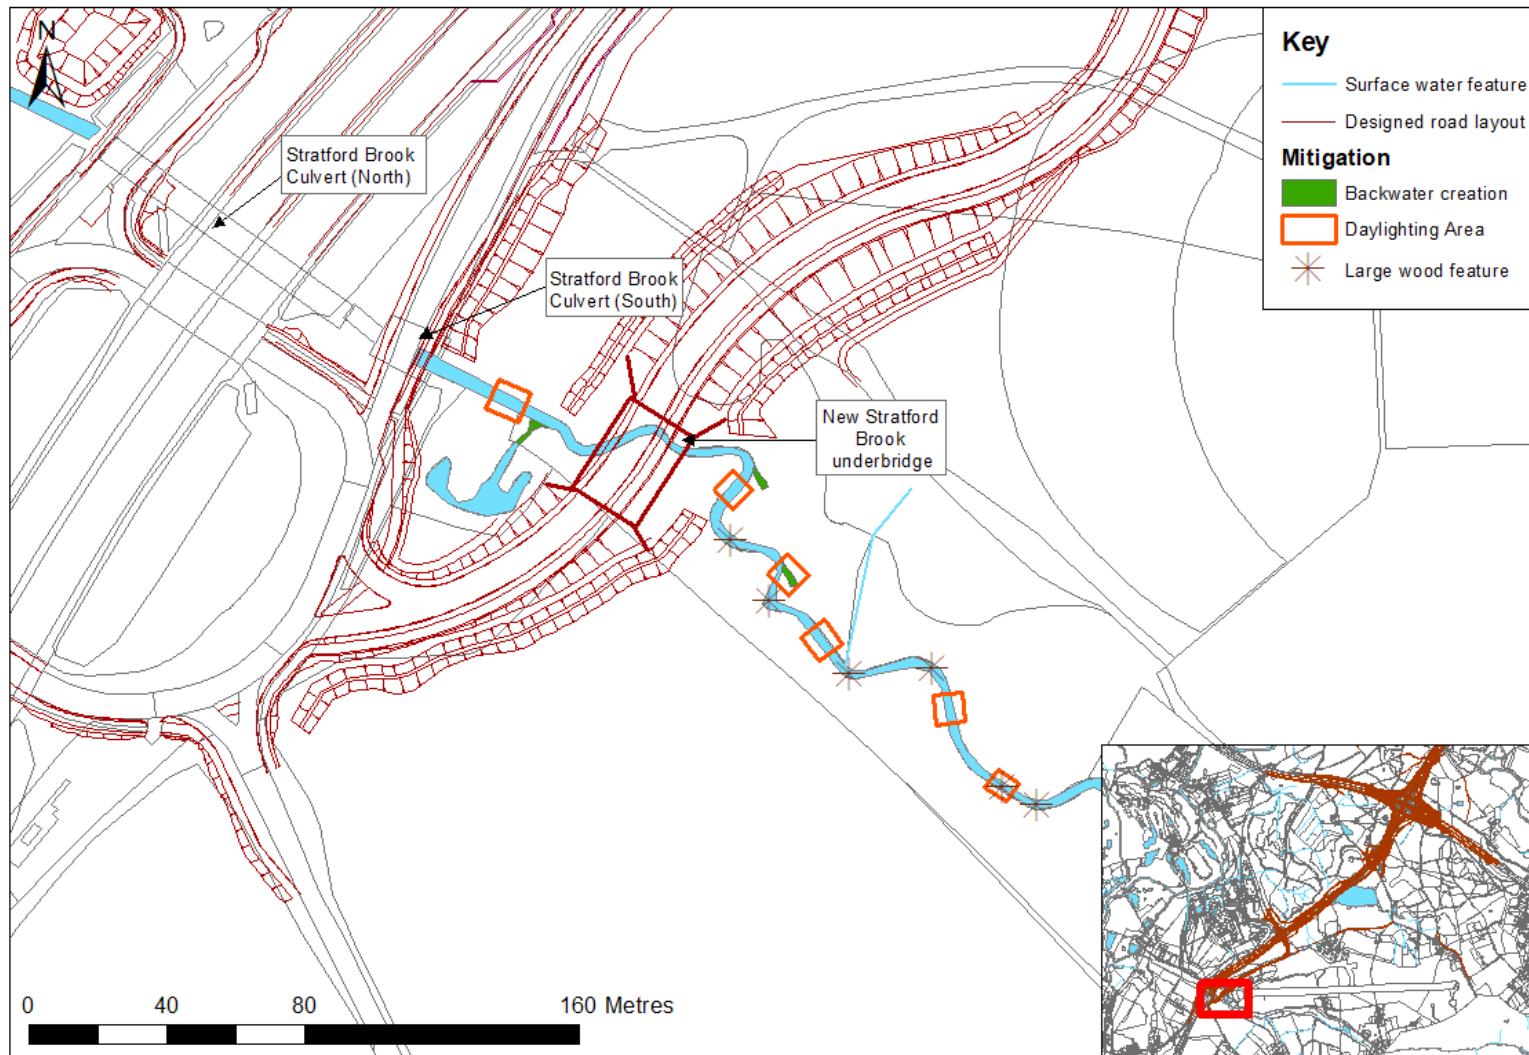 N
Stratford Brook
Culvert (North)
Stratford Brook
Culvert (South)
New Stratford
Brook
underbridge
Key
Surface water feature
Designed road layout
Mitigation
Backwater creation
Daylighting Area
Large wood feature
0 40 80 160 Metres